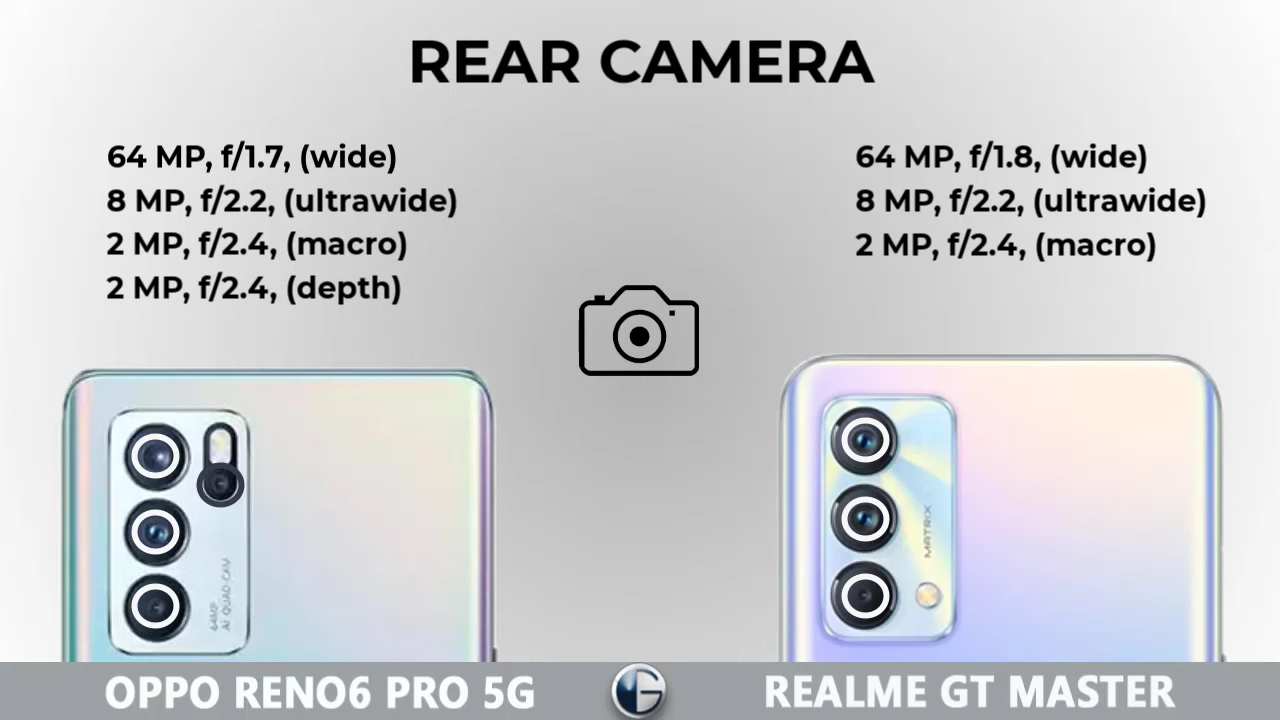 REAR CAMERA
64 MP, f/1.7, (wide)
8 MP, f/2.2, (ultrawide)
2 MP, f/2.4, (macro)
2 MP, f/2.4, (depth)
64 MP, f/1.8, (wide)
8 MP, f/2.2, (ultrawide)
2 MP, f/2.4, (macro)
64MP
AI QUAD-CAM
MATRIX
OPPO RENO6 PRO 5G
G
REALME GT MASTER